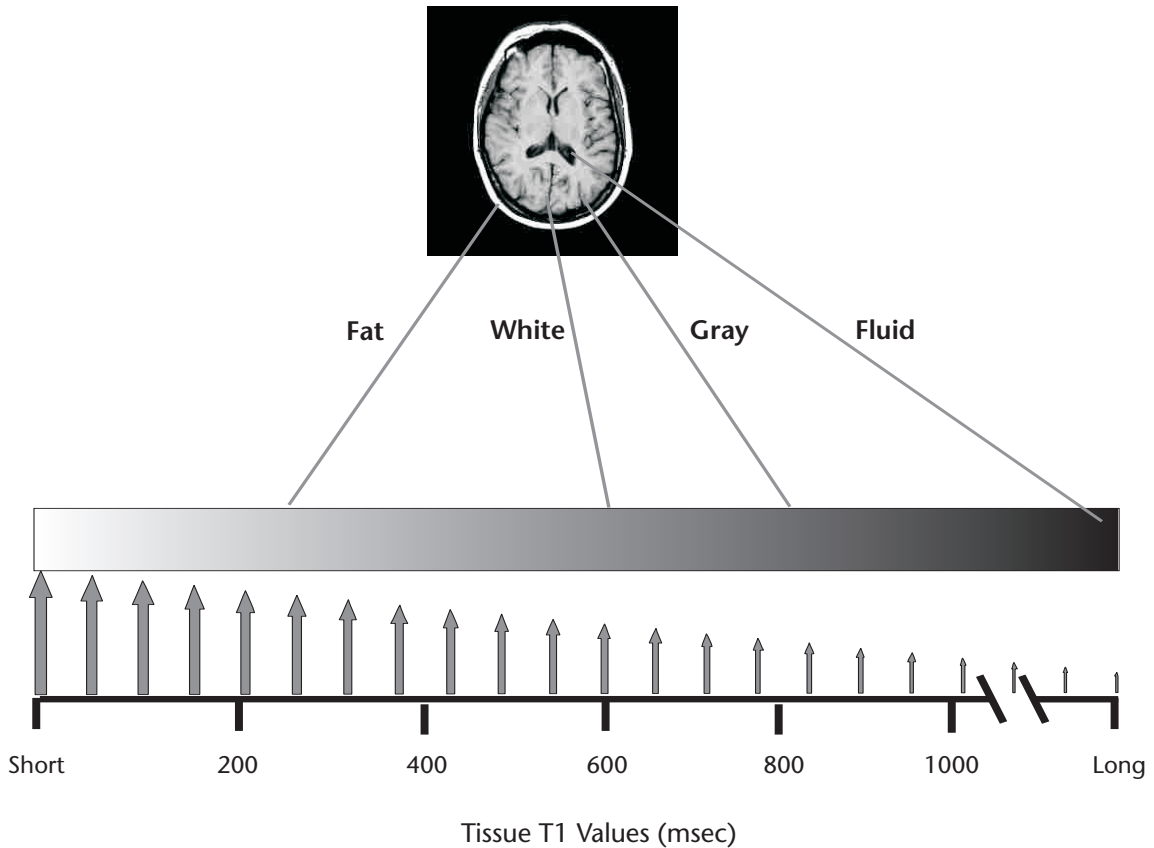 Fat White Gray Fluid
Short 200 400 600 800 1000 Long
Tissue T1 Values (msec)